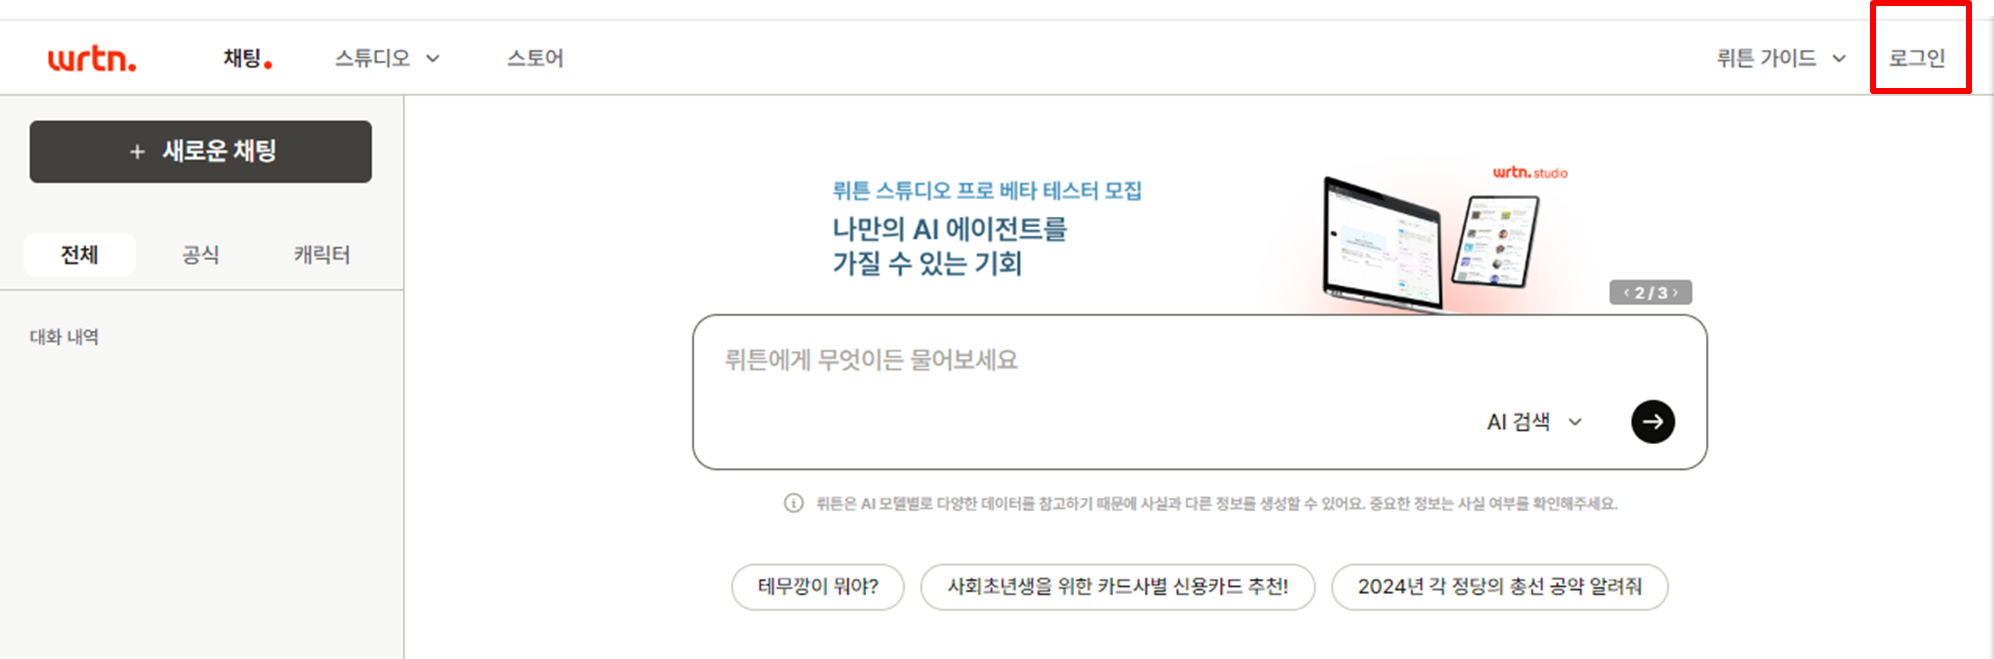 wrtn.
채팅
스튜디오
스토어
뤼튼 가이드
로그인
+ 새로운 채팅
전체
공식
캐릭터
대화 내역
뤼튼 스튜디오 프로 베타 테스터 모집
나만의 AI 에이전트를
가질 수 있는 기회
wrtn. studio
‹ 2 / 3 ›
뤼튼에게 무엇이든 물어보세요
AI 검색
뤼튼은 AI 모델별로 다양한 데이터를 참고하기 때문에 사실과 다른 정보를 생성할 수 있어요. 중요한 정보는 사실 여부를 확인해주세요.
테무깡이 뭐야?
사회초년생을 위한 카드사별 신용카드 추천!
2024년 각 정당의 총선 공약 알려줘